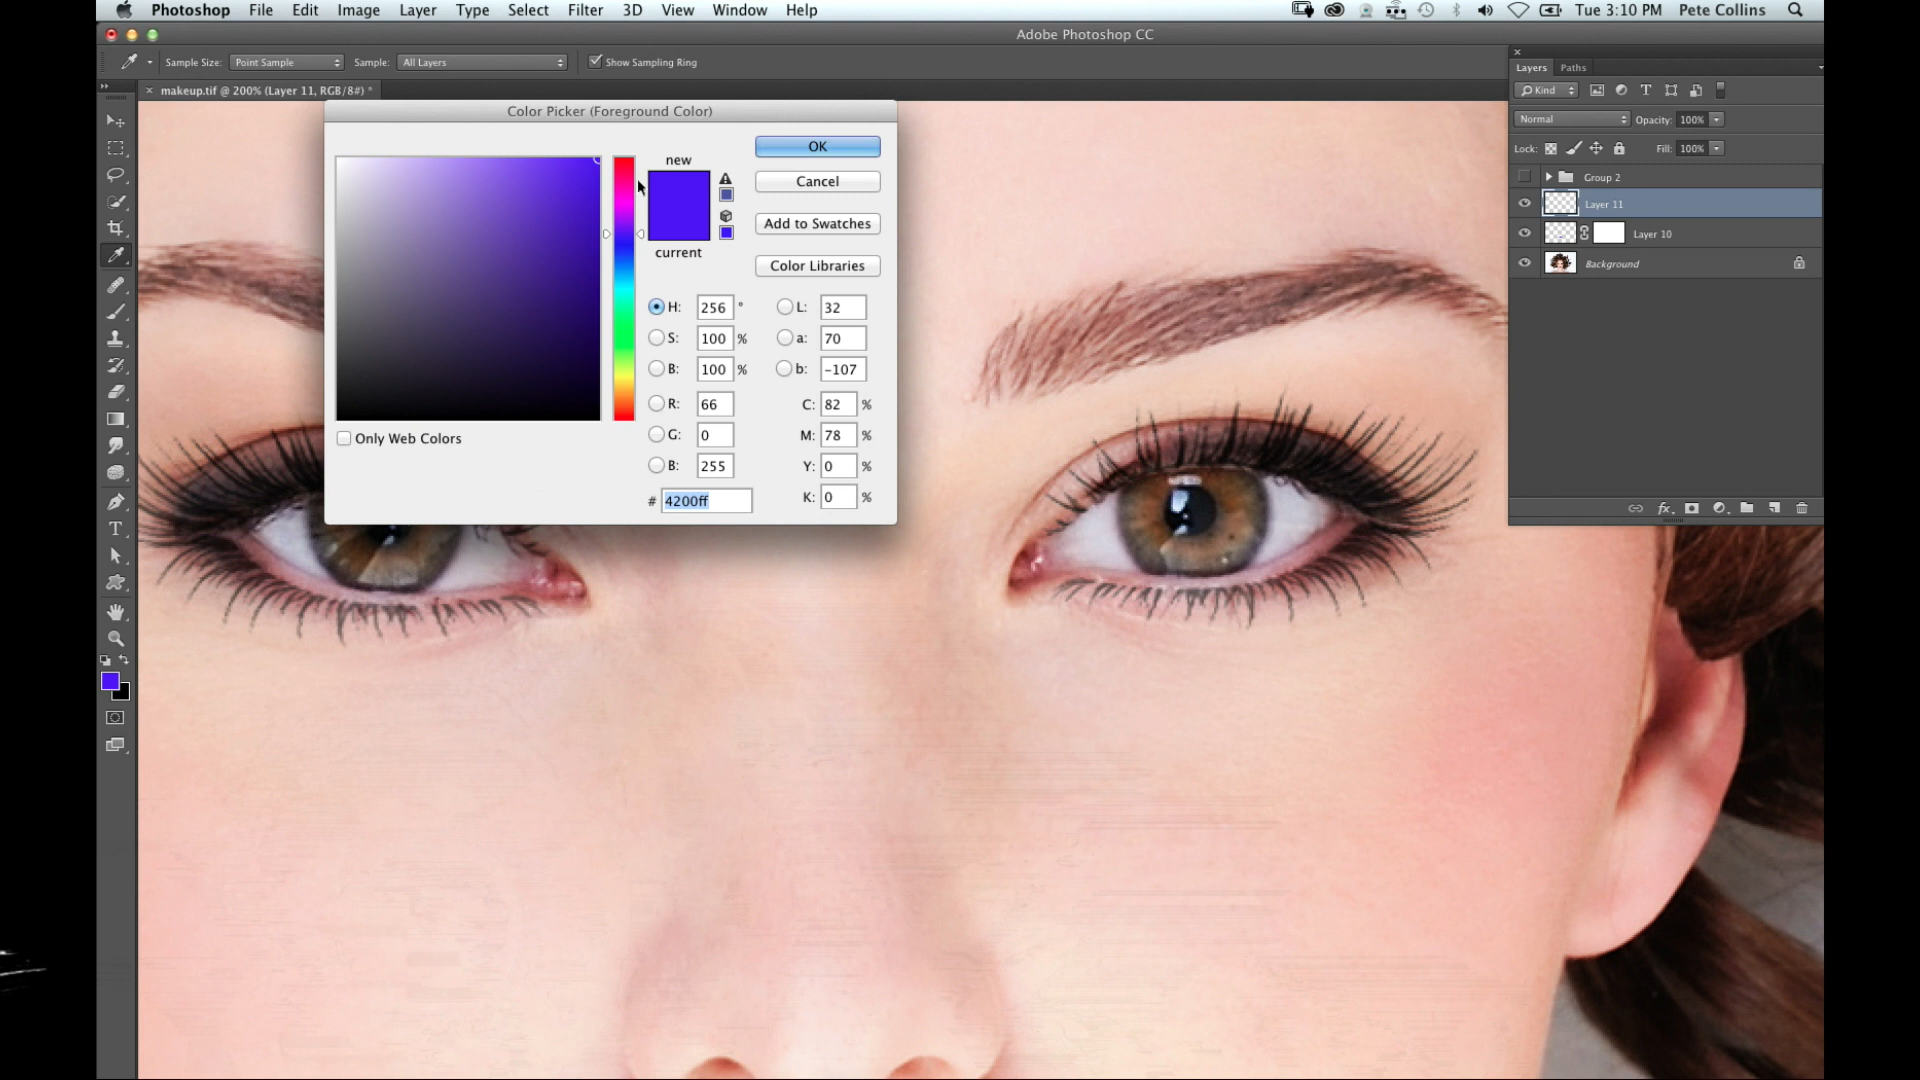 Photoshop File Edit Image Layer Type Select Filter 3D View Window Help Tue 3:10 PM Pete Collins
Adobe Photoshop CC
Sample Size: Point Sample Sample: All Layers Show Sampling Ring
makeup.tif @ 200% (Layer 11, RGB/8#) *
Color Picker (Foreground Color)
new
current
OK
Cancel
Add to Swatches
Color Libraries
H: 256 °
S: 100 %
B: 100 %
R: 66
G: 0
B: 255
# 4200ff
L: 32
a: 70
b: -107
C: 82 %
M: 78 %
Y: 0 %
K: 0 %
Only Web Colors
Layers Paths
Kind
Normal Opacity: 100%
Lock: Fill: 100%
Group 2
Layer 11
Layer 10
Background
fx